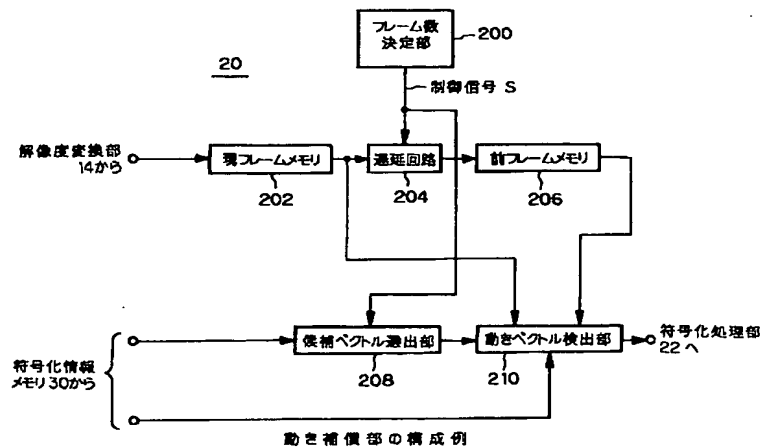 フレーム数
決定部
200
20
制御信号 S
解像度変換部
14から
現フレームメモリ
遅延回路
前フレームメモリ
202
204
206
符号化情報
メモリ30から
候補ベクトル選出部
動きベクトル検出部
符号化処理部
22へ
208
210
動き補償部の構成例